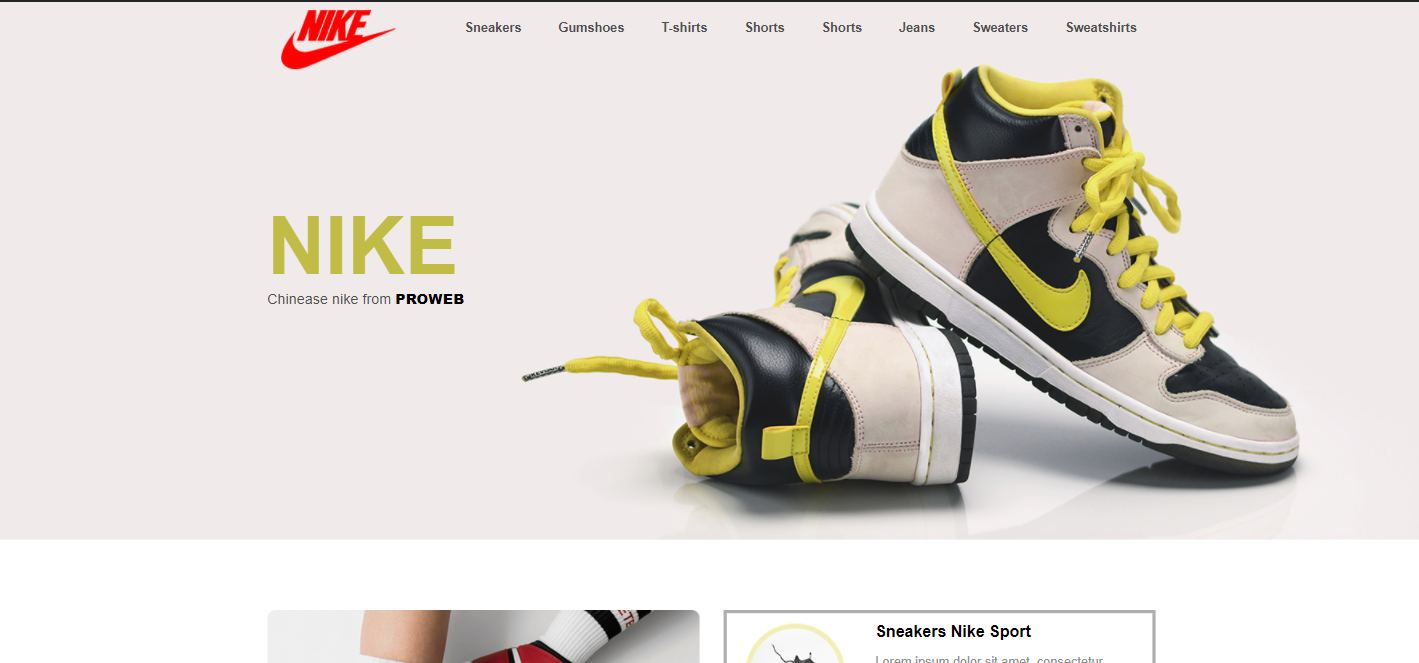 NIKE
Sneakers Gumshoes T-shirts Shorts Shorts Jeans Sweaters Sweatshirts
NIKE
Chinease nike from PROWEB
Sneakers Nike Sport
Lorem ipsum dolor sit amet, consectetur